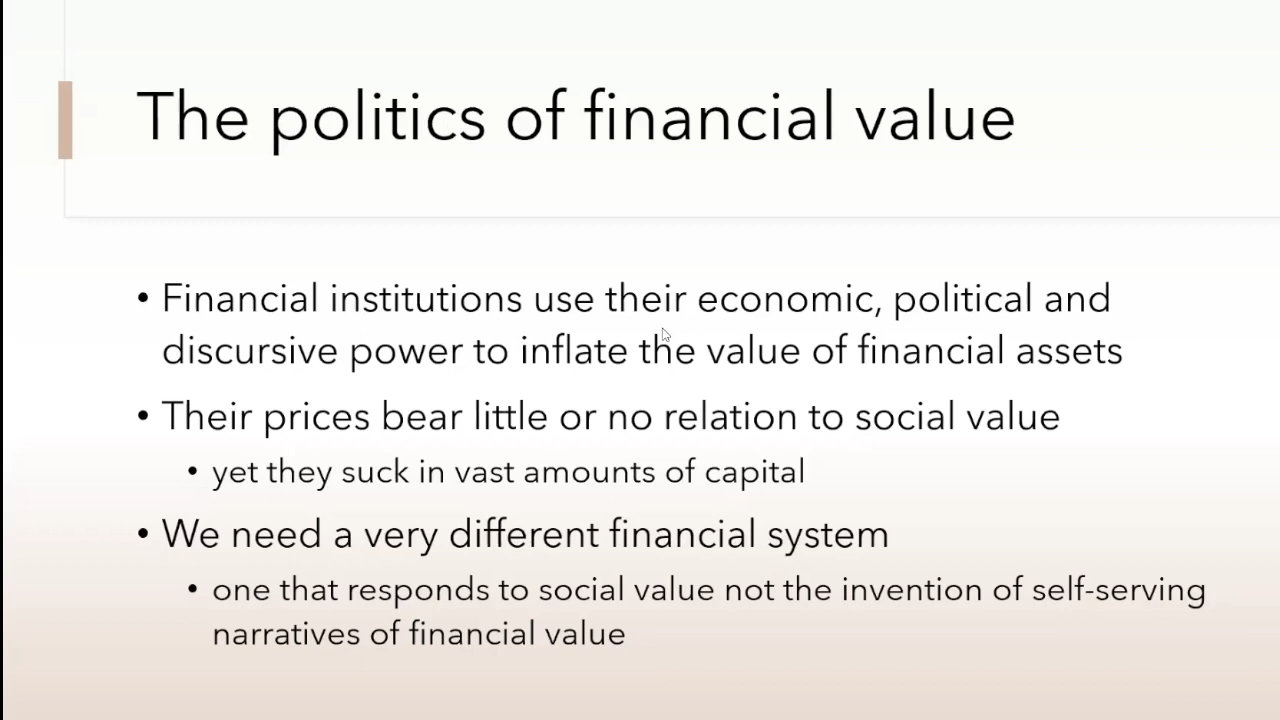 The politics of financial value
• Financial institutions use their economic, political and
discursive power to inflate the value of financial assets
• Their prices bear little or no relation to social value
• yet they suck in vast amounts of capital
• We need a very different financial system
• one that responds to social value not the invention of self-serving
narratives of financial value